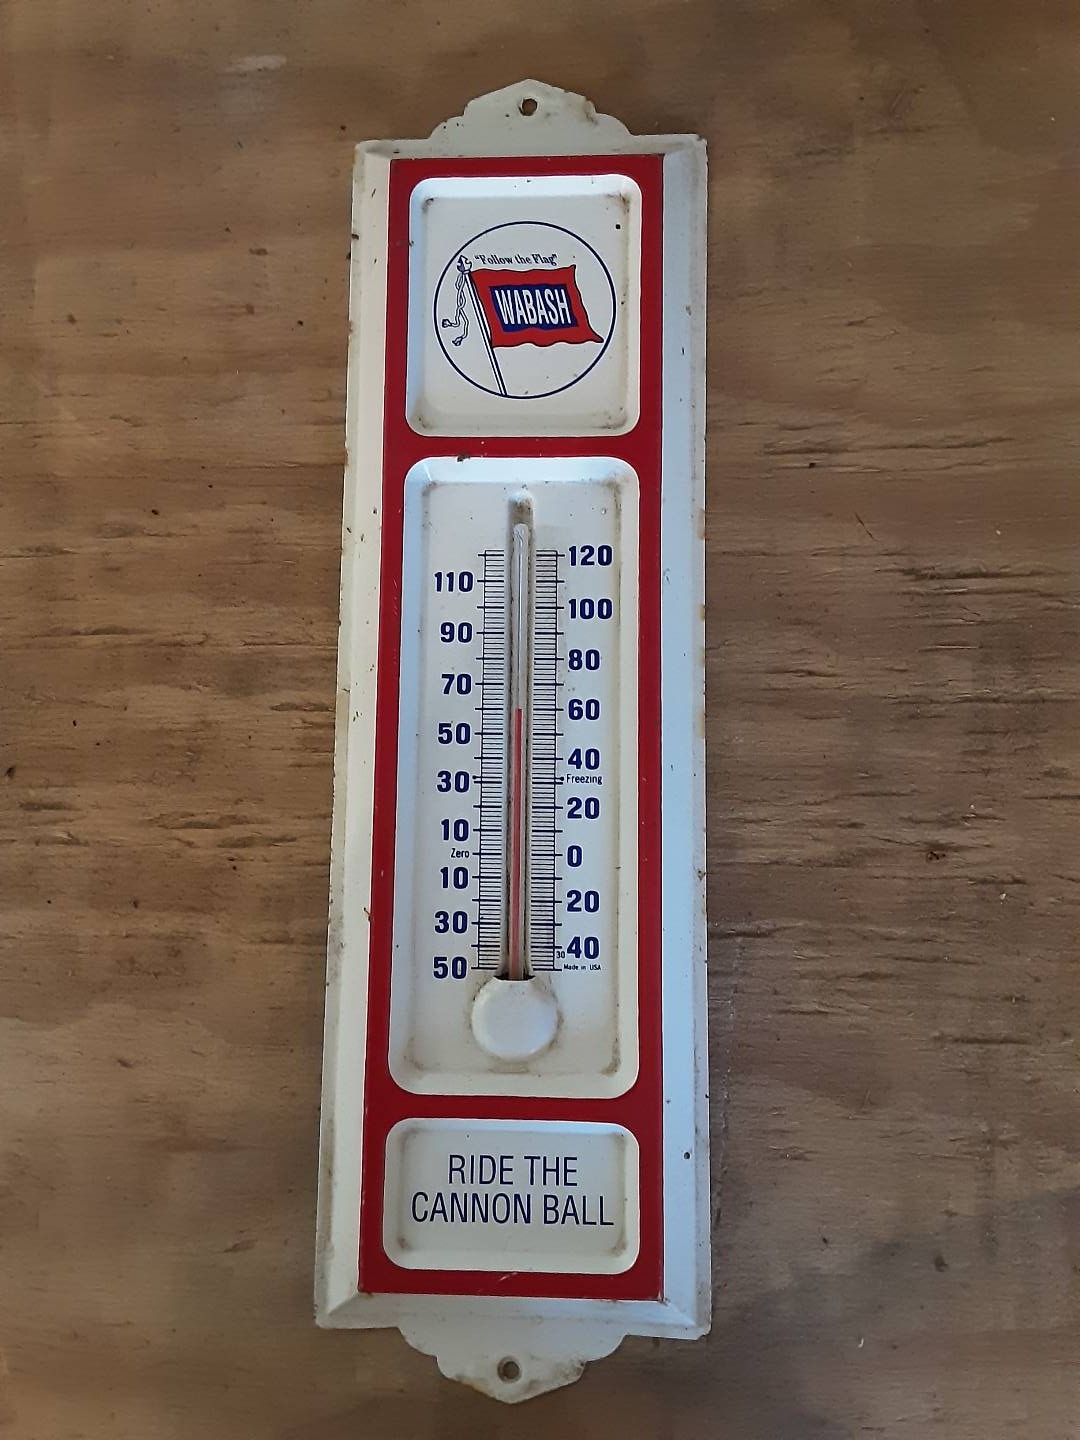 "Follow the Flag"
WABASH
120
110
100
90
80
70
60
50
40
30 Freezing
20
10
Zero 0
10
20
30
30 40
50 Made in USA
RIDE THE
CANNON BALL